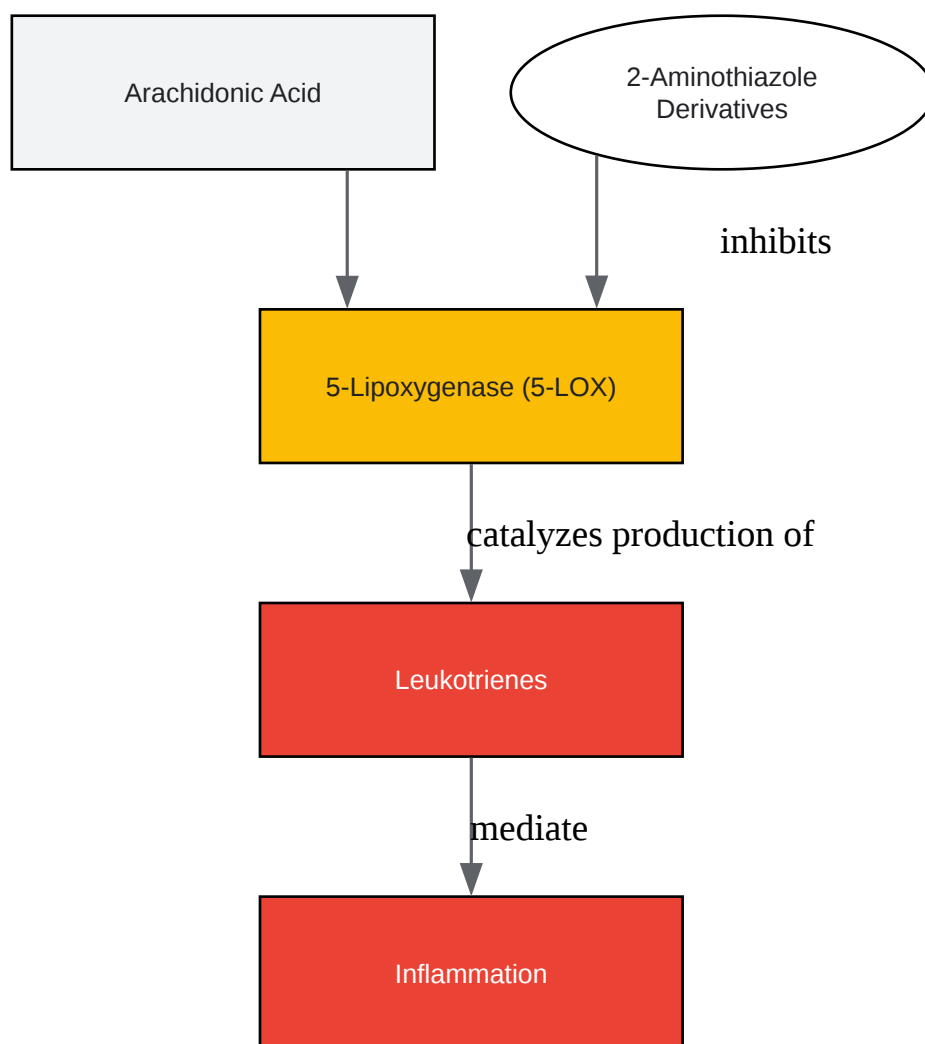 Arachidonic Acid
2-Aminothiazole
Derivatives
inhibits
5-Lipoxygenase (5-LOX)
catalyzes production of
Leukotrienes
mediate
Inflammation